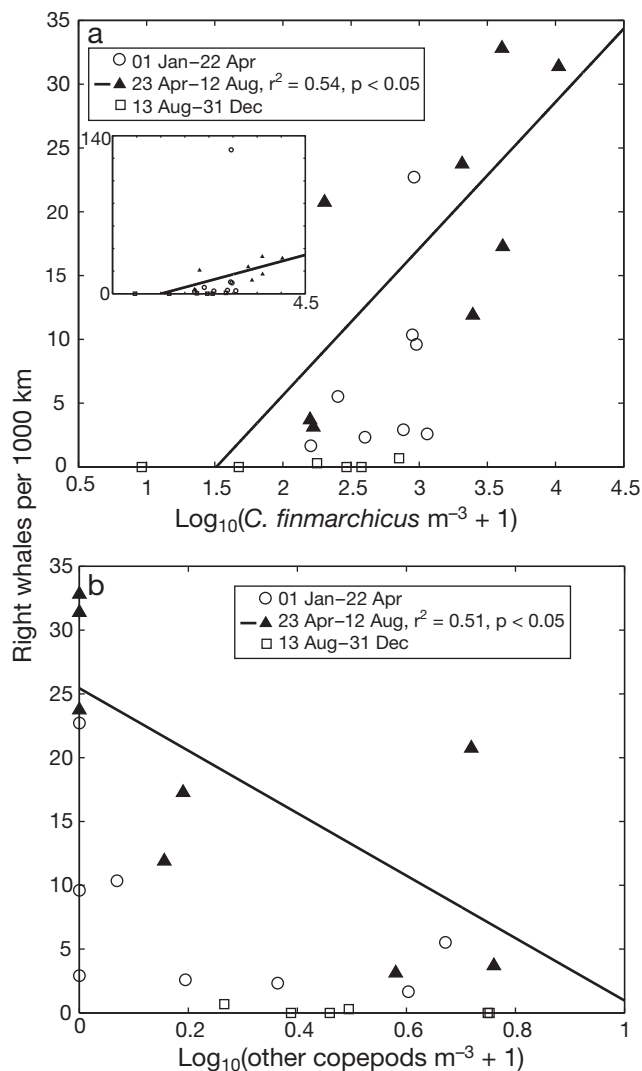 a
01 Jan–22 Apr
23 Apr–12 Aug, r² = 0.54, p < 0.05
13 Aug–31 Dec
35
30
25
20
15
10
5
0
140
0
4.5
0.5 1.0 1.5 2.0 2.5 3.0 3.5 4.0 4.5
Log₁₀(C. finmarchicus m⁻³ + 1)
Right whales per 1000 km
b
01 Jan–22 Apr
23 Apr–12 Aug, r² = 0.51, p < 0.05
13 Aug–31 Dec
35
30
25
20
15
10
5
0
0 0.2 0.4 0.6 0.8 1
Log₁₀(other copepods m⁻³ + 1)